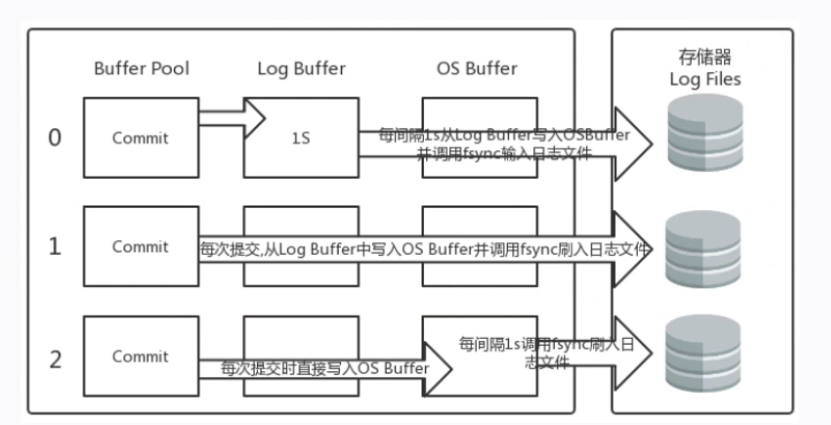 存储器
Buffer Pool
Log Buffer
OS Buffer
Log Files
0
Commit
1S
每间隔1s从Log Buffer写入OSBuffer
并调用fsync输入日志文件
1
Commit
每次提交,从Log Buffer中写入OS Buffer并调用fsync刷入日志文件
2
Commit
每次提交时直接写入OS Buffer
每间隔1s调用fsync刷入日
志文件